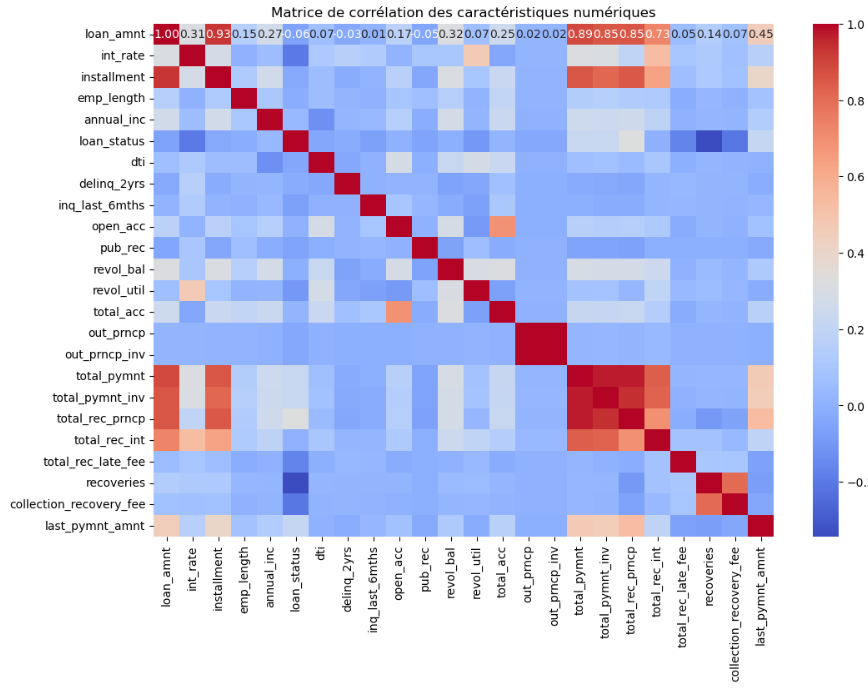 Matrice de corrélation des caractéristiques numériques
loan_amnt 1.00 0.31 0.93 0.15 0.27 -0.06 0.07 -0.03 0.01 0.17 -0.05 0.32 0.07 0.25 0.02 0.02 0.89 0.85 0.85 0.73 0.05 0.14 0.07 0.45
int_rate
installment
emp_length
annual_inc
loan_status
dti
delinq_2yrs
inq_last_6mths
open_acc
pub_rec
revol_bal
revol_util
total_acc
out_prncp
out_prncp_inv
total_pymnt
total_pymnt_inv
total_rec_prncp
total_rec_int
total_rec_late_fee
recoveries
collection_recovery_fee
last_pymnt_amnt
loan_amnt
int_rate
installment
emp_length
annual_inc
loan_status
dti
delinq_2yrs
inq_last_6mths
open_acc
pub_rec
revol_bal
revol_util
total_acc
out_prncp
out_prncp_inv
total_pymnt
total_pymnt_inv
total_rec_prncp
total_rec_int
total_rec_late_fee
recoveries
collection_recovery_fee
last_pymnt_amnt
1.0
0.8
0.6
0.4
0.2
0.0